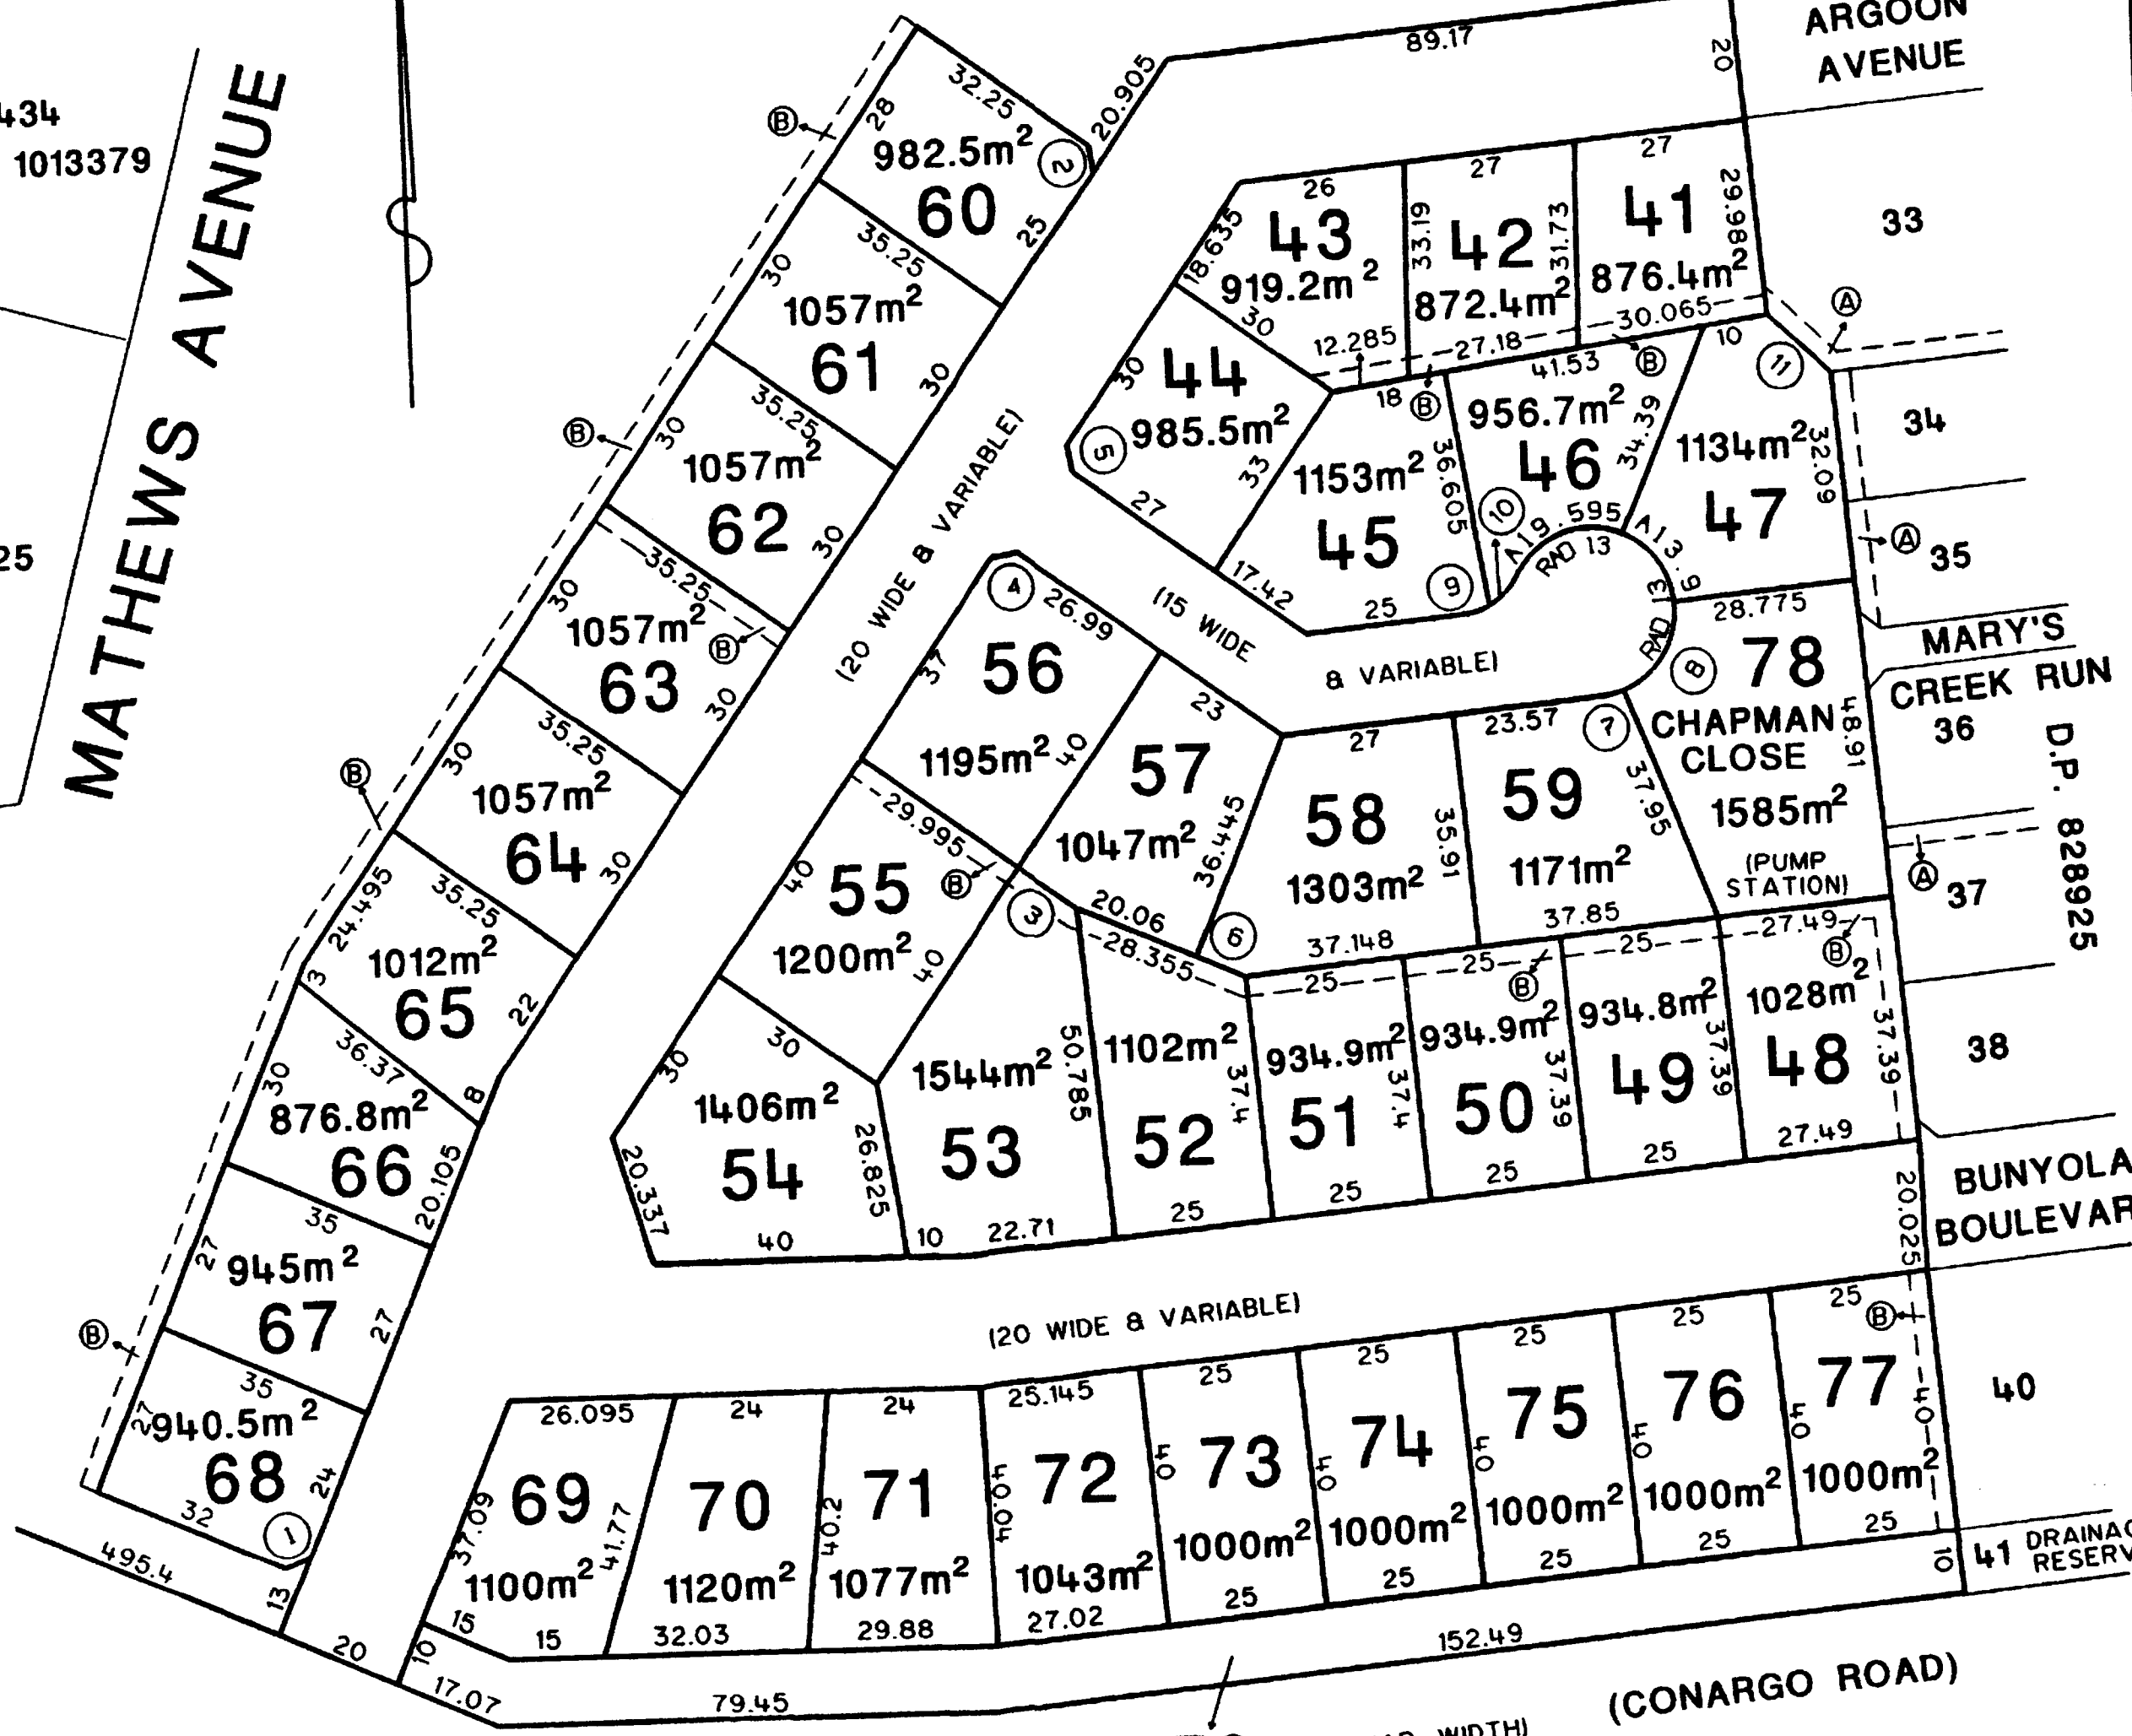 ARGOON
AVENUE
89.17
20
20.905
32.25
28
B
982.5m²
2
60
25
434
1013379
MATHEWS AVENUE
25
35.25
30
1057m²
61
30
35.25
B
30
1057m²
62
30
35.25
30
1057m²
B
63
30
35.25
B
30
1057m²
64
30
35.25
24.495
3
1012m²
65
22
8
36.37
30
876.8m²
66
20.105
35
27
945m²
67
27
B
35
27
940.5m²
68
24
32
1
495.4
13
20
10
17.07
79.45
152.49
(CONARGO ROAD)
WIDTH)
(20 WIDE & VARIABLE)
26
43
919.2m²
18.635
30
12.285
33.19
27
42
872.4m²
31.73
27.18
27
41
876.4m²
29.98
30.065
B
B
33
A
30
44
985.5m²
5
27
33
18
1153m²
45
36.605
17.42
25
9
41.53
956.7m²
46
34.39
10
A19.595
RAD 13
10
11
1134m²
47
32.09
A13.9
RAD 13
28.775
34
A
35
MARY'S
CREEK RUN
36
D.P. 828925
A
37
38
(15 WIDE
& VARIABLE)
4
26.99
37
56
1195m²
40
23
57
1047m²
36.445
20.06
27
58
1303m²
35.91
37.148
6
23.57
7
59
1171m²
37.95
37.85
8
78
CHAPMAN
CLOSE
48.91
1585m²
(PUMP
STATION)
27.49
29.995
B
3
40
55
1200m²
40
30
30
1406m²
54
26.825
20.337
40
1544m²
53
50.785
10
22.71
28.355
1102m²
52
37.4
25
25
934.9m²
51
37.4
25
25
B
934.9m²
50
37.39
25
25
934.8m²
49
37.39
25
B
1028m²
48
37.39
27.49
BUNYOLA
BOULEVAR
20.025
(20 WIDE & VARIABLE)
26.095
69
37.09
1100m²
41.77
15
15
24
70
1120m²
32.03
40.2
24
71
1077m²
29.88
40.04
25.145
72
1043m²
27.02
40
25
73
1000m²
25
40
25
74
1000m²
25
40
25
75
1000m²
25
40
25
76
1000m²
25
40
25
B
77
1000m²
25
40
40
10
41 DRAINAG
RESERV